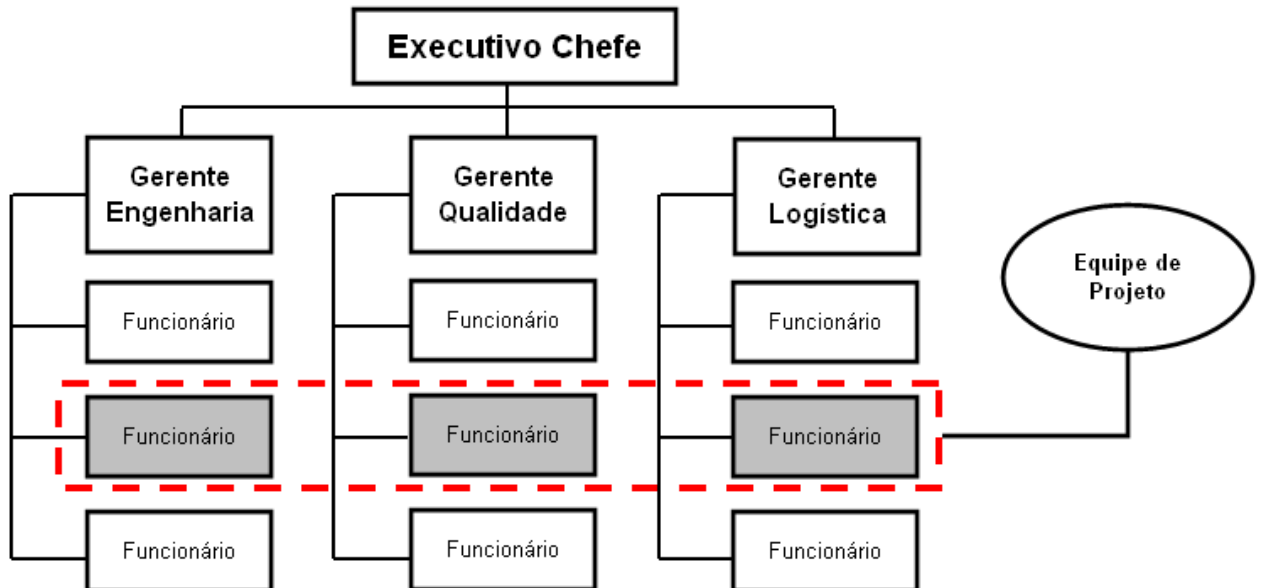 Executivo Chefe
Gerente
Engenharia
Gerente
Qualidade
Gerente
Logística
Equipe de
Projeto
Funcionário
Funcionário
Funcionário
Funcionário
Funcionário
Funcionário
Funcionário
Funcionário
Funcionário